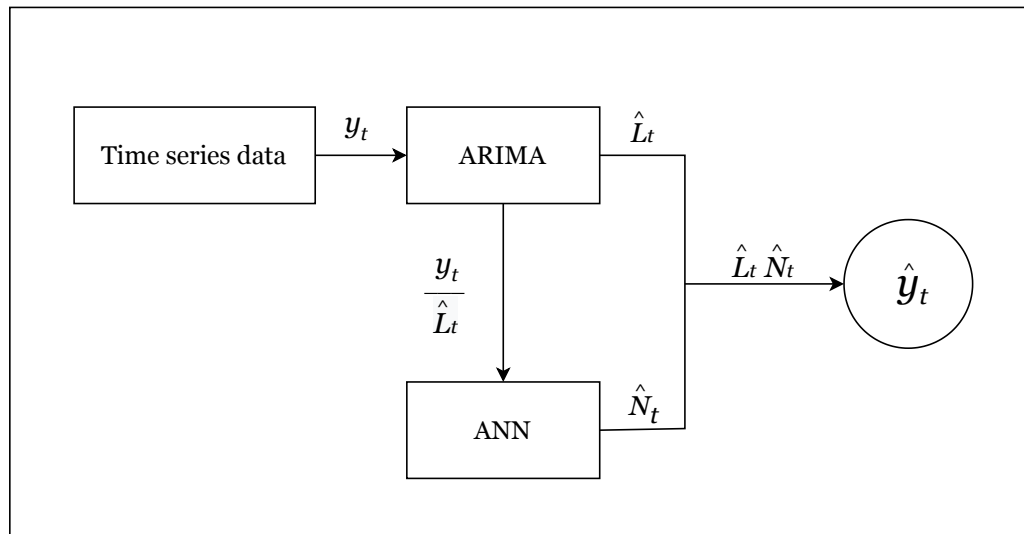 Time series data
y_t
ARIMA
L̂_t
y_t
L̂_t
L̂_t N̂_t
ŷ_t
ANN
N̂_t